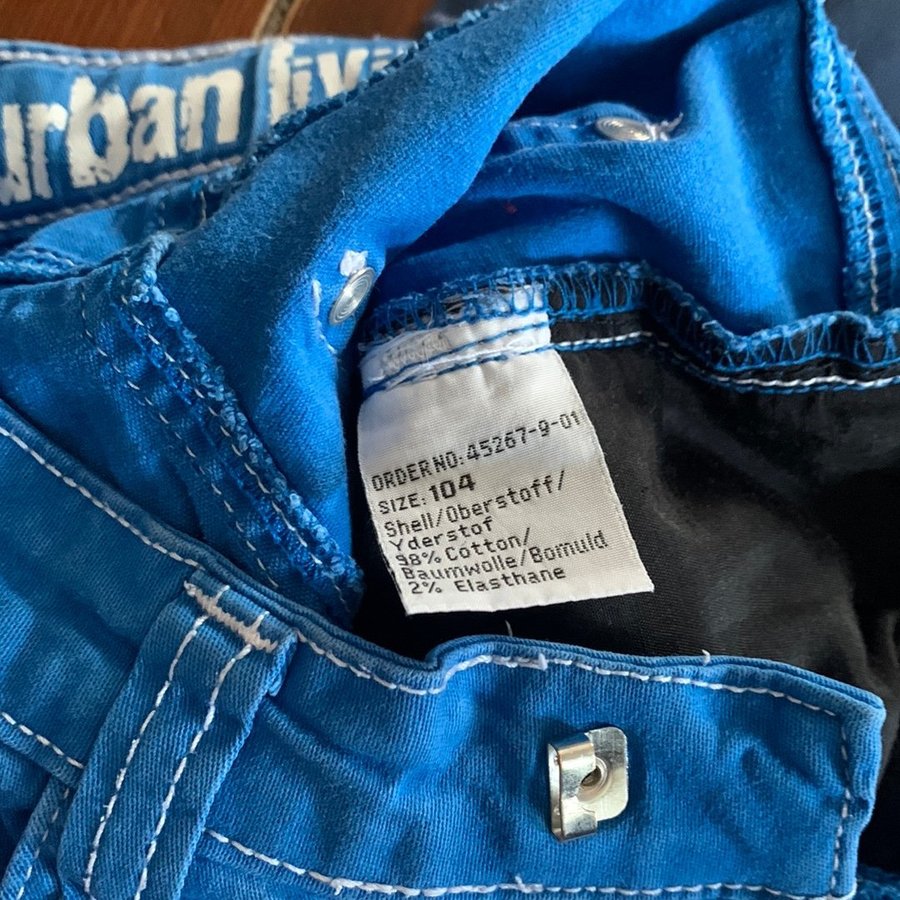 urban
ORDER NO: 45267-9-01
SIZE: 104
Shell/Oberstoff/
Yderstof
98% Cotton/
Baumwolle/Bomuld
2% Elasthane